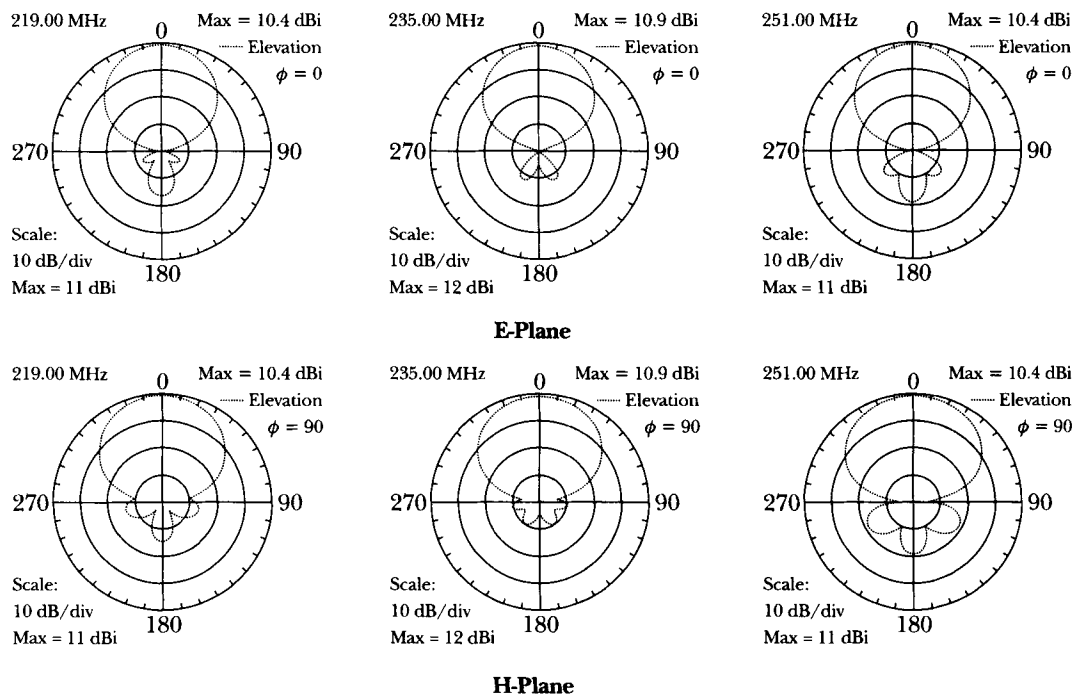 219.00 MHz
0
Max = 10.4 dBi
Elevation
ϕ = 0
270
90
Scale:
10 dB/div
Max = 11 dBi
180
235.00 MHz
0
Max = 10.9 dBi
Elevation
ϕ = 0
270
90
Scale:
10 dB/div
Max = 12 dBi
180
251.00 MHz
0
Max = 10.4 dBi
Elevation
ϕ = 0
270
90
Scale:
10 dB/div
Max = 11 dBi
180
E-Plane
219.00 MHz
0
Max = 10.4 dBi
Elevation
ϕ = 90
270
90
Scale:
10 dB/div
Max = 11 dBi
180
235.00 MHz
0
Max = 10.9 dBi
Elevation
ϕ = 90
270
90
Scale:
10 dB/div
Max = 12 dBi
180
251.00 MHz
0
Max = 10.4 dBi
Elevation
ϕ = 90
270
90
Scale:
10 dB/div
Max = 11 dBi
180
H-Plane